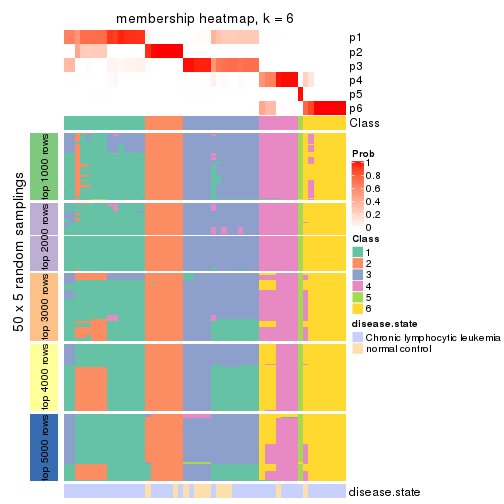 membership heatmap, k = 6
p1
p2
p3
p4
p5
p6
Class
50 x 5 random samplings
top 1000 rows
top 2000 rows
top 3000 rows
top 4000 rows
top 5000 rows
disease.state
Prob
1
0.8
0.6
0.4
0.2
0
Class
1
2
3
4
5
6
disease.state
Chronic lymphocytic leukemia
normal control